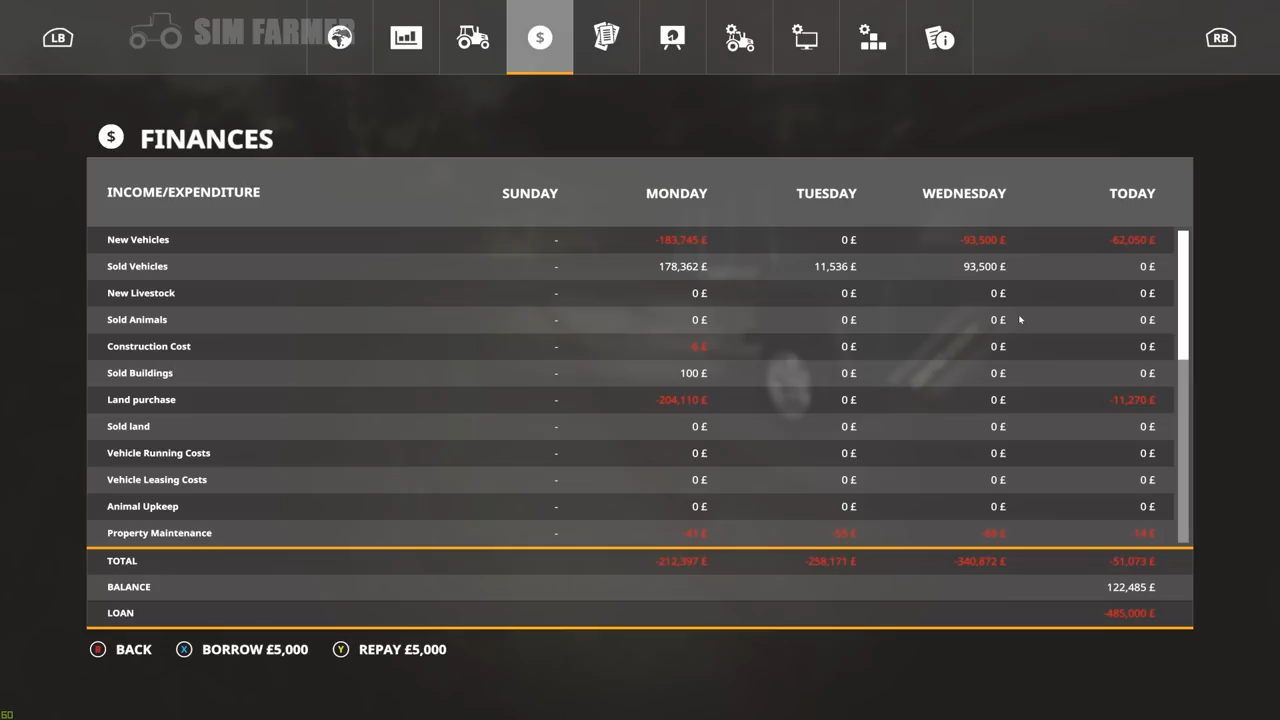 LB
SIM FARMER
$
RB
$ FINANCES
INCOME/EXPENDITURE SUNDAY MONDAY TUESDAY WEDNESDAY TODAY
New Vehicles - -183,745 £ 0 £ -93,500 £ -62,050 £
Sold Vehicles - 178,362 £ 11,536 £ 93,500 £ 0 £
New Livestock - 0 £ 0 £ 0 £ 0 £
Sold Animals - 0 £ 0 £ 0 £ 0 £
Construction Cost - -6 £ 0 £ 0 £ 0 £
Sold Buildings - 100 £ 0 £ 0 £ 0 £
Land purchase - -204,110 £ 0 £ 0 £ -11,270 £
Sold land - 0 £ 0 £ 0 £ 0 £
Vehicle Running Costs - 0 £ 0 £ 0 £ 0 £
Vehicle Leasing Costs - 0 £ 0 £ 0 £ 0 £
Animal Upkeep - 0 £ 0 £ 0 £ 0 £
Property Maintenance - -41 £ -55 £ £ -14 £
TOTAL -212,397 £ -258,171 £ -340,872 £ -51,073 £
BALANCE 122,485 £
LOAN -485,000 £
B BACK X BORROW £5,000 Y REPAY £5,000
60